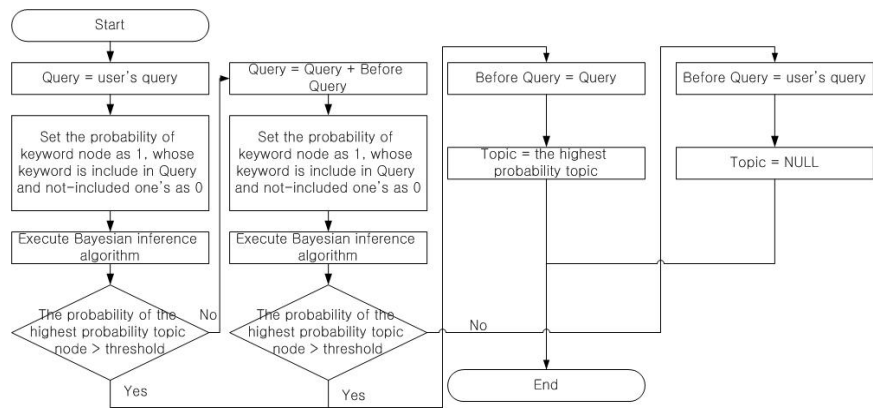 Start
Query = user's query
Set the probability of
keyword node as 1, whose
keyword is include in Query
and not-included one's as 0
Execute Bayesian inference
algorithm
The probability of the
highest probability topic
node > threshold
No
Yes
Query = Query + Before
Query
Set the probability of
keyword node as 1, whose
keyword is include in Query
and not-included one's as 0
Execute Bayesian inference
algorithm
The probability of the
highest probability topic
node > threshold
No
Yes
Before Query = Query
Topic = the highest
probability topic
End
Before Query = user's query
Topic = NULL